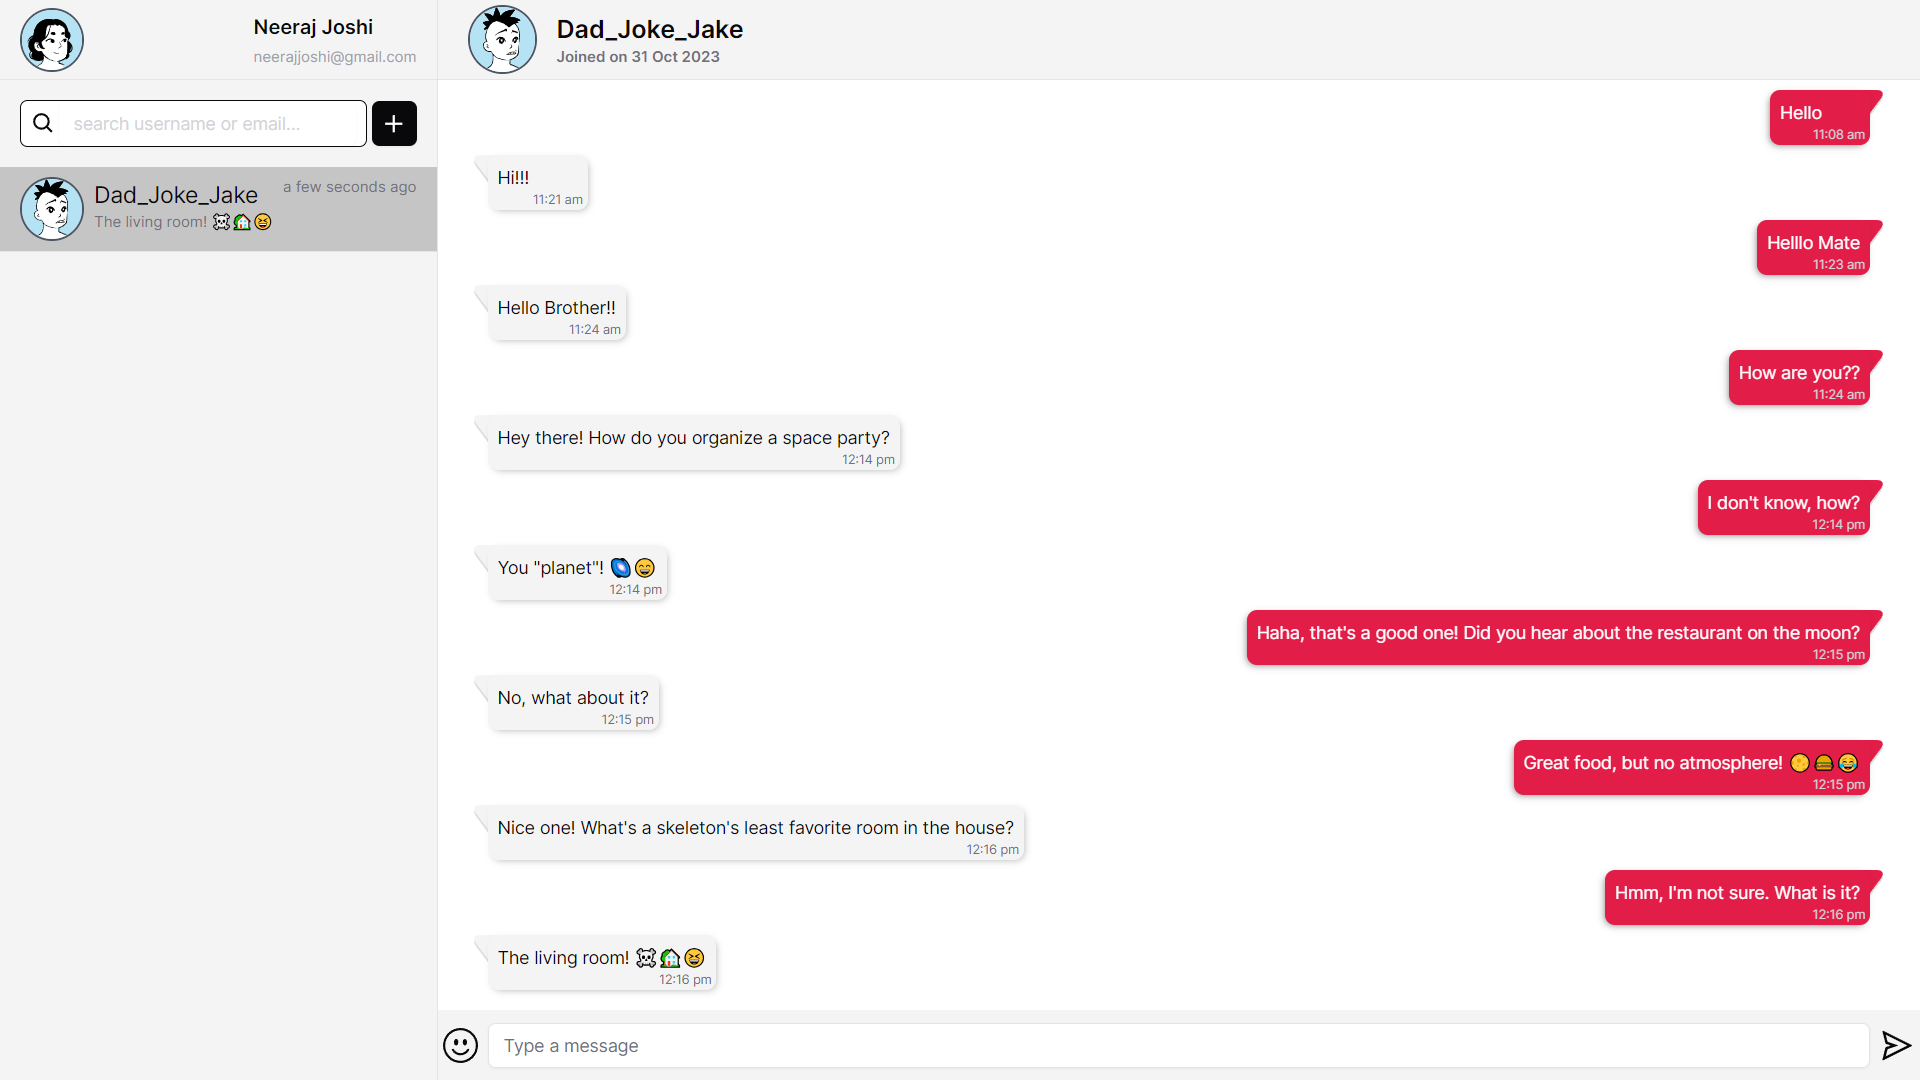 Neeraj Joshi
neerajjoshi@gmail.com
search username or email...
Dad_Joke_Jake
a few seconds ago
The living room! ☠️🏡😆
Dad_Joke_Jake
Joined on 31 Oct 2023
Hello
11:08 am
Hi!!!
11:21 am
Helllo Mate
11:23 am
Hello Brother!!
11:24 am
How are you??
11:24 am
Hey there! How do you organize a space party?
12:14 pm
I don't know, how?
12:14 pm
You "planet"! 🌌😄
12:14 pm
Haha, that's a good one! Did you hear about the restaurant on the moon?
12:15 pm
No, what about it?
12:15 pm
Great food, but no atmosphere! 🌕🍔😂
12:15 pm
Nice one! What's a skeleton's least favorite room in the house?
12:16 pm
Hmm, I'm not sure. What is it?
12:16 pm
The living room! ☠️🏡😆
12:16 pm
Type a message